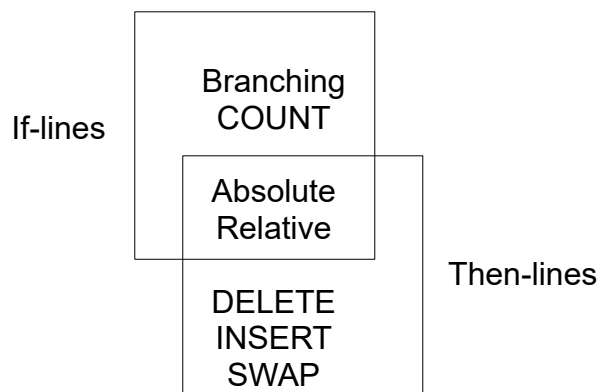 Branching
COUNT
If-lines
Absolute
Relative
Then-lines
DELETE
INSERT
SWAP